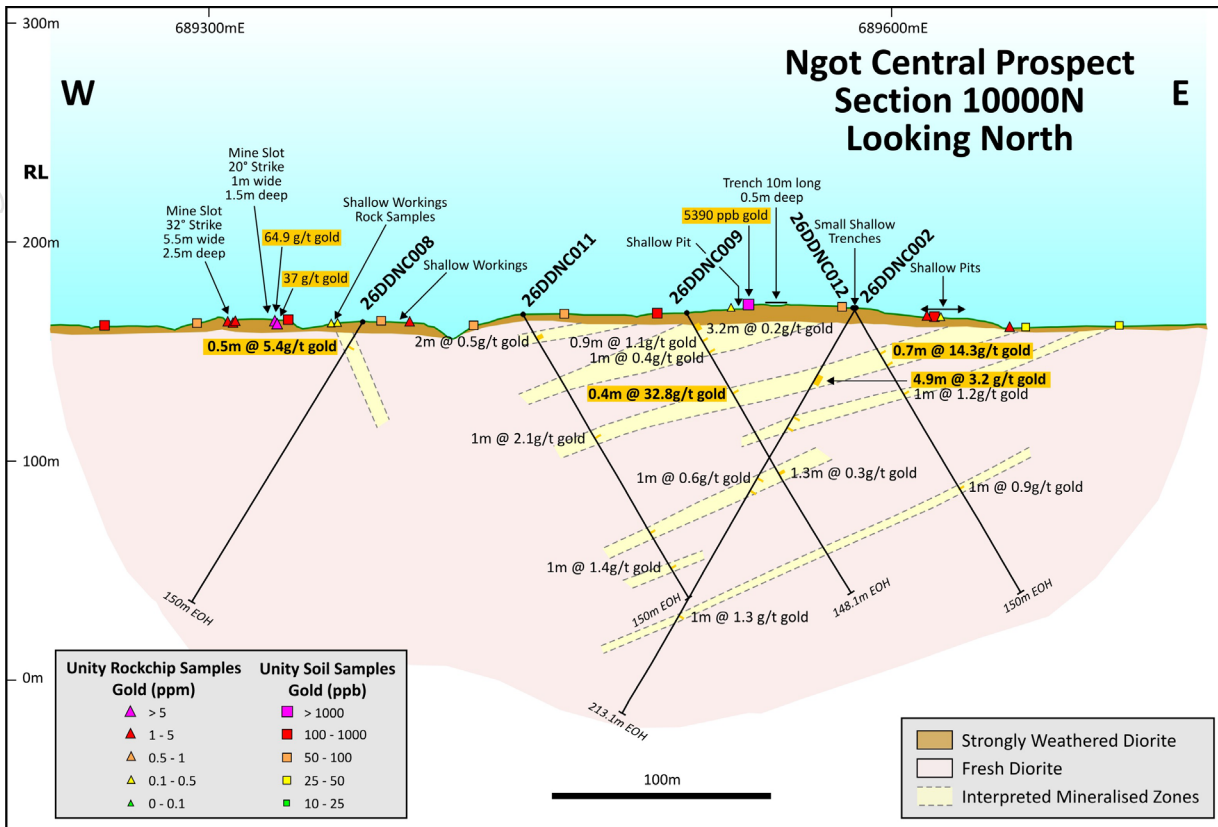 300m
689300mE
689600mE
Ngot Central Prospect
Section 10000N
Looking North
W
E
RL
Mine Slot
20° Strike
1m wide
1.5m deep
Mine Slot
32° Strike
5.5m wide
2.5m deep
64.9 g/t gold
37 g/t gold
Shallow Workings
Rock Samples
26DDNC008
Shallow Workings
26DDNC011
Shallow Pit
26DDNC009
5390 ppb gold
Trench 10m long
0.5m deep
26DDNC012
Small Shallow
Trenches
26DDNC002
Shallow Pits
200m
0.5m @ 5.4g/t gold
2m @ 0.5g/t gold
0.9m @ 1.1g/t gold
1m @ 0.4g/t gold
3.2m @ 0.2g/t gold
0.7m @ 14.3g/t gold
4.9m @ 3.2 g/t gold
0.4m @ 32.8g/t gold
1m @ 1.2g/t gold
1m @ 2.1g/t gold
100m
1m @ 0.6g/t gold
1.3m @ 0.3g/t gold
1m @ 0.9g/t gold
1m @ 1.4g/t gold
1m @ 1.3 g/t gold
150m EOH
150m EOH
148.1m EOH
150m EOH
213.1m EOH
0m
Unity Rockchip Samples
Gold (ppm)
> 5
1 - 5
0.5 - 1
0.1 - 0.5
0 - 0.1
Unity Soil Samples
Gold (ppb)
> 1000
100 - 1000
50 - 100
25 - 50
10 - 25
100m
Strongly Weathered Diorite
Fresh Diorite
Interpreted Mineralised Zones